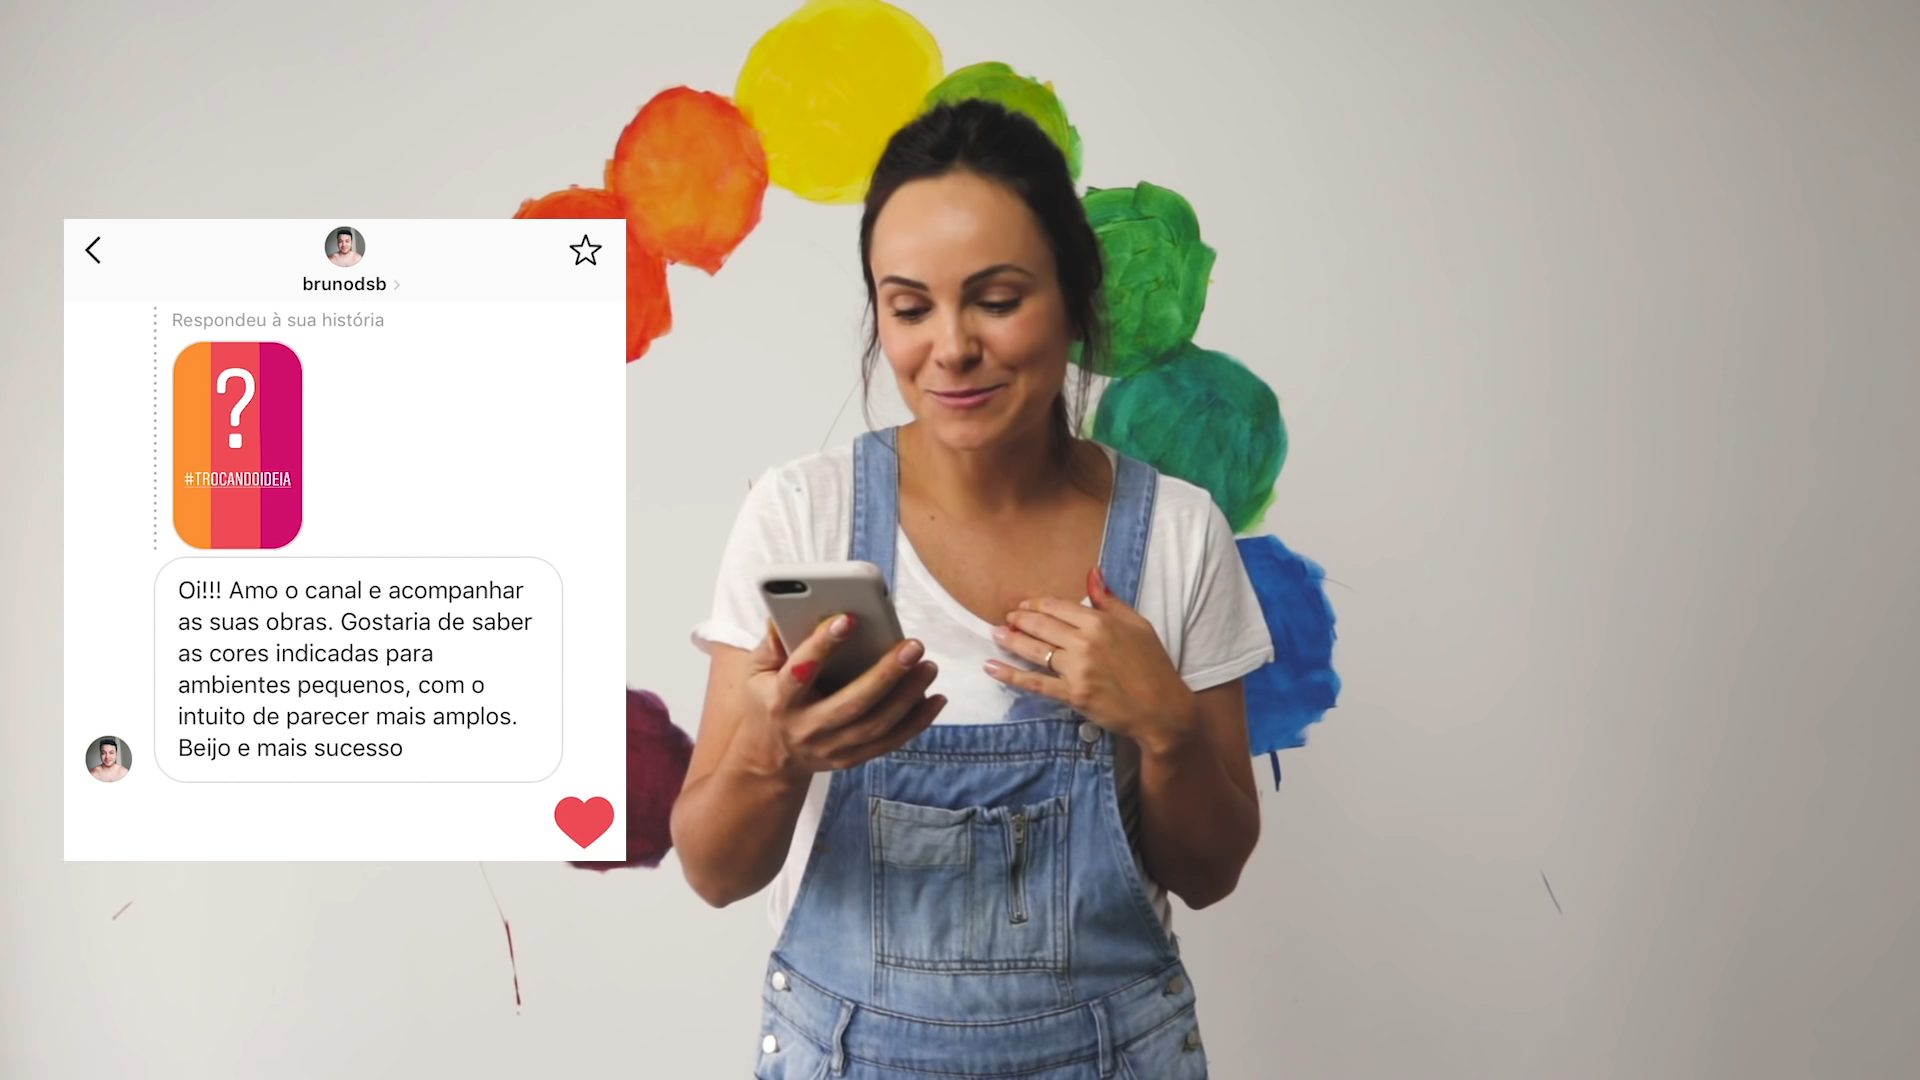 brunodsb
Respondeu à sua história
?
#TROCANDOIDEIA
Oi!!! Amo o canal e acompanhar
as suas obras. Gostaria de saber
as cores indicadas para
ambientes pequenos, com o
intuito de parecer mais amplos.
Beijo e mais sucesso